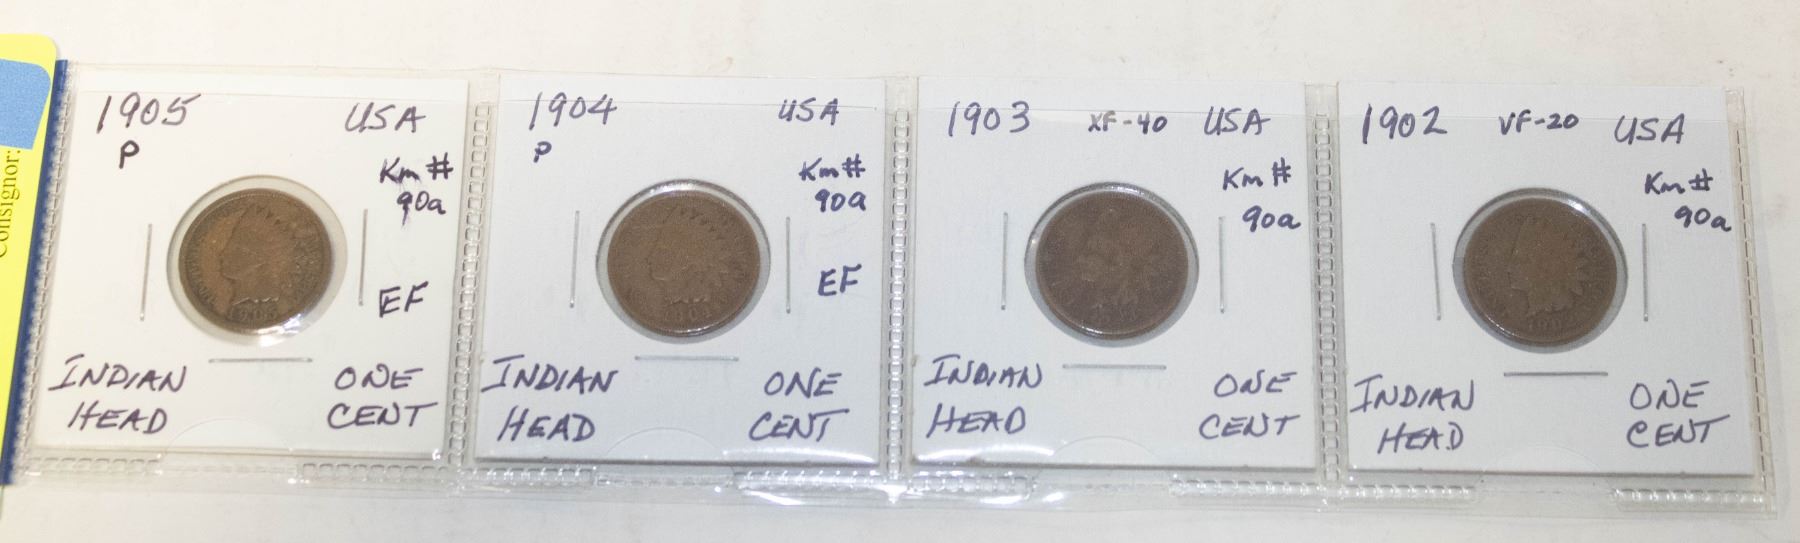 Consignor:
1905 USA
P
Km #
90a
EF
INDIAN ONE
HEAD CENT
1905
1904 USA
P
Km #
90a
EF
INDIAN ONE
HEAD CENT
1904
1903 XF-40 USA
Km #
90a
INDIAN ONE
HEAD CENT
1902 VF-20 USA
Km #
90a
INDIAN ONE
HEAD CENT